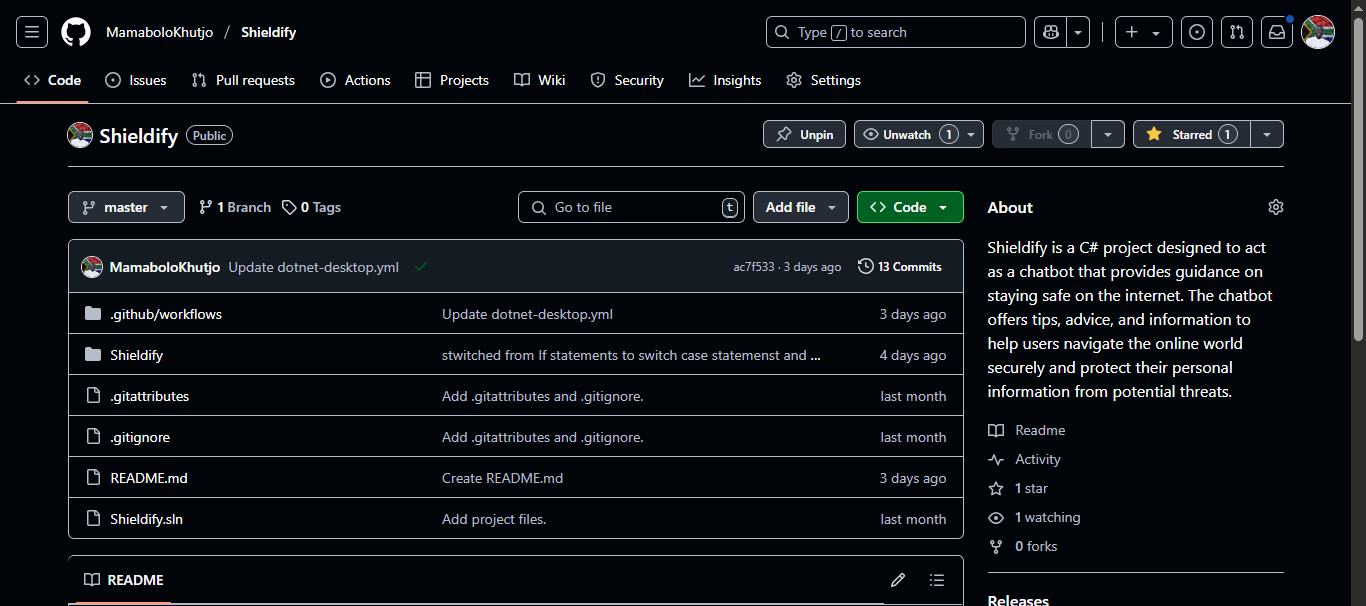 MamaboloKhutjo / Shieldify
Type / to search
Code Issues Pull requests Actions Projects Wiki Security Insights Settings
Shieldify Public
Unpin Unwatch 1 Fork 0 Starred 1
master 1 Branch 0 Tags
Go to file t
Add file
Code
MamaboloKhutjo Update dotnet-desktop.yml ac7f533 · 3 days ago 13 Commits
.github/workflows Update dotnet-desktop.yml 3 days ago
Shieldify stwitched from If statements to switch case statemenst and ... 4 days ago
.gitattributes Add .gitattributes and .gitignore. last month
.gitignore Add .gitattributes and .gitignore. last month
README.md Create README.md 3 days ago
Shieldify.sln Add project files. last month
README
About
Shieldify is a C# project designed to act
as a chatbot that provides guidance on
staying safe on the internet. The chatbot
offers tips, advice, and information to
help users navigate the online world
securely and protect their personal
information from potential threats.
Readme
Activity
1 star
1 watching
0 forks
Releases